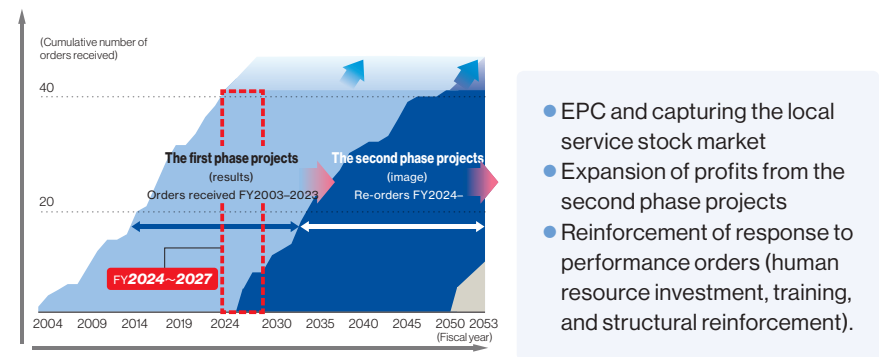 (Cumulative number of
orders received)
40
20
The first phase projects
(results)
Orders received FY2003–2023
The second phase projects
(image)
Re-orders FY2024–
FY2024～2027
2004 2009 2014 2019 2024 2030 2035 2040 2045 2050 2053
(Fiscal year)
● EPC and capturing the local
service stock market
● Expansion of profits from the
second phase projects
● Reinforcement of response to
performance orders (human
resource investment, training,
and structural reinforcement).